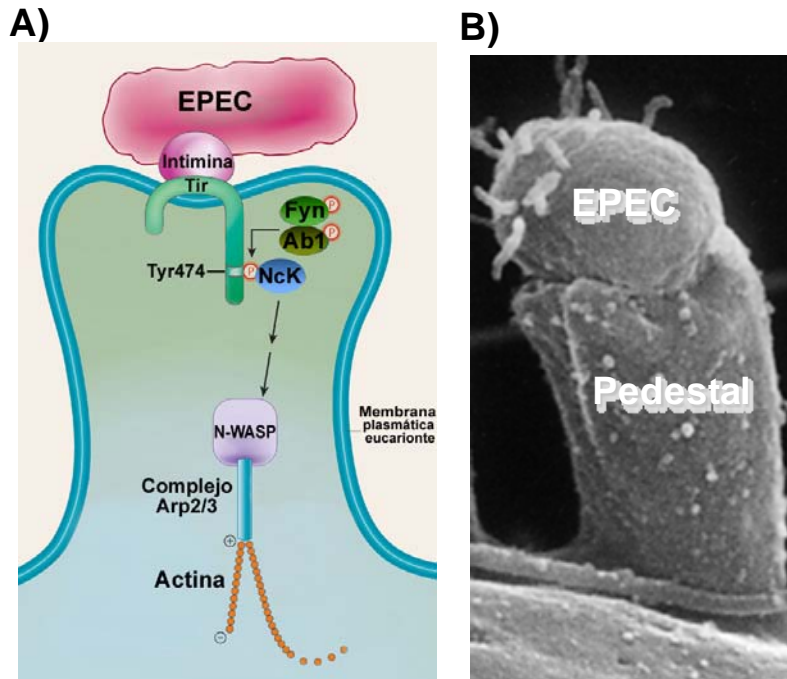 A)
EPEC
Intimina
Tir
Fyn P
Ab1 P
Tyr474 P NcK
N-WASP
Membrana
plasmática
eucarionte
Complejo
Arp2/3
+
Actina
-
B)
EPEC
Pedestal